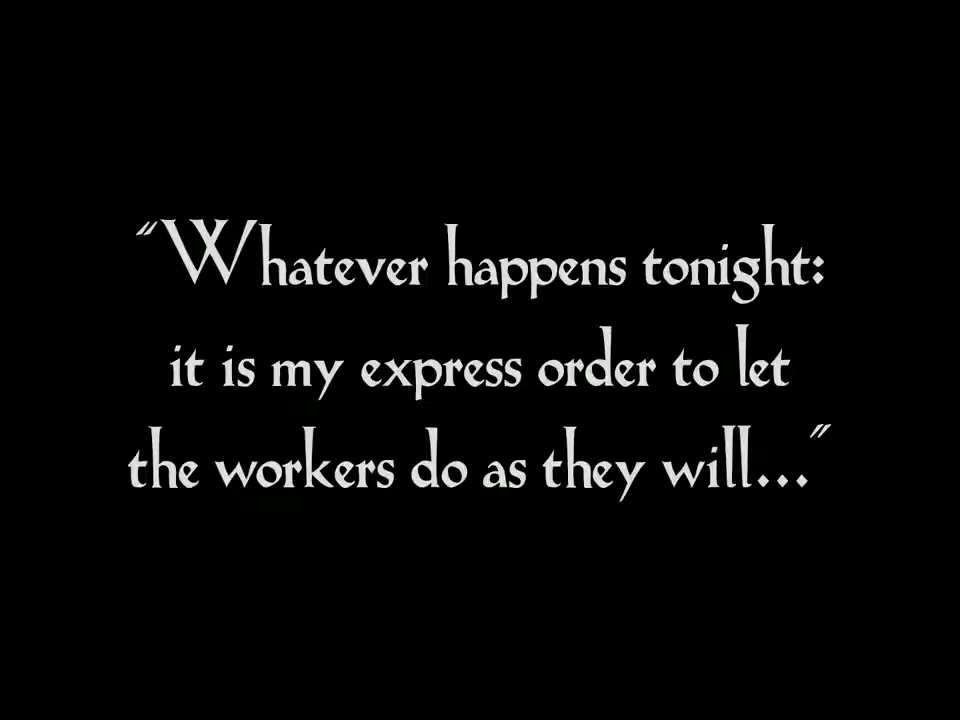 “Whatever happens tonight:
it is my express order to let
the workers do as they will...”